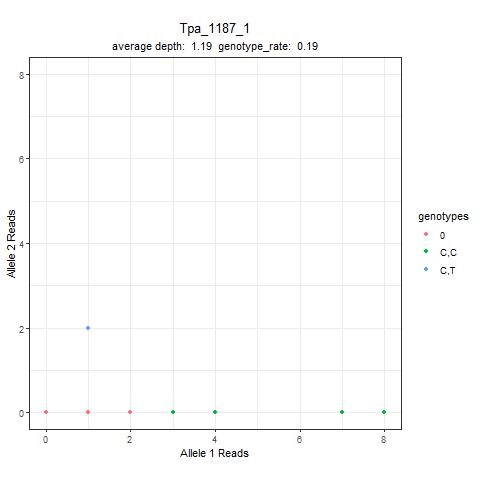 Tpa_1187_1
average depth: 1.19 genotype_rate: 0.19
8
6
4
2
0
Allele 2 Reads
0 2 4 6 8
Allele 1 Reads
genotypes
0
C,C
C,T